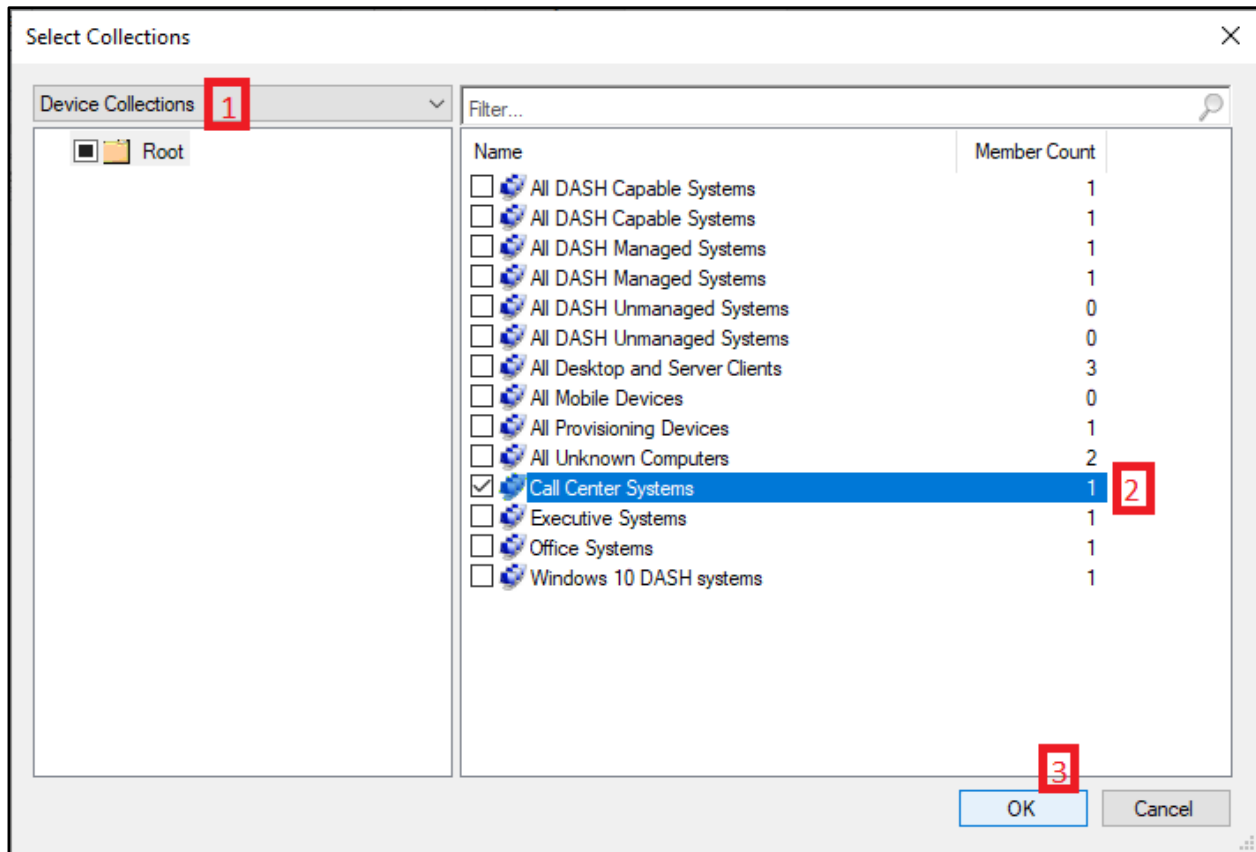 Select Collections
Device Collections 1
Filter...
Root
Name Member Count
All DASH Capable Systems 1
All DASH Capable Systems 1
All DASH Managed Systems 1
All DASH Managed Systems 1
All DASH Unmanaged Systems 0
All DASH Unmanaged Systems 0
All Desktop and Server Clients 3
All Mobile Devices 0
All Provisioning Devices 1
All Unknown Computers 2
Call Center Systems 1 2
Executive Systems 1
Office Systems 1
Windows 10 DASH systems 1
3
OK Cancel